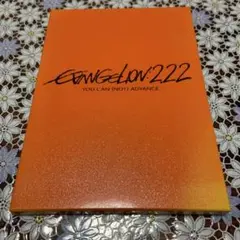 EVANGELION 2.22
YOU CAN (NOT) ADVANCE.